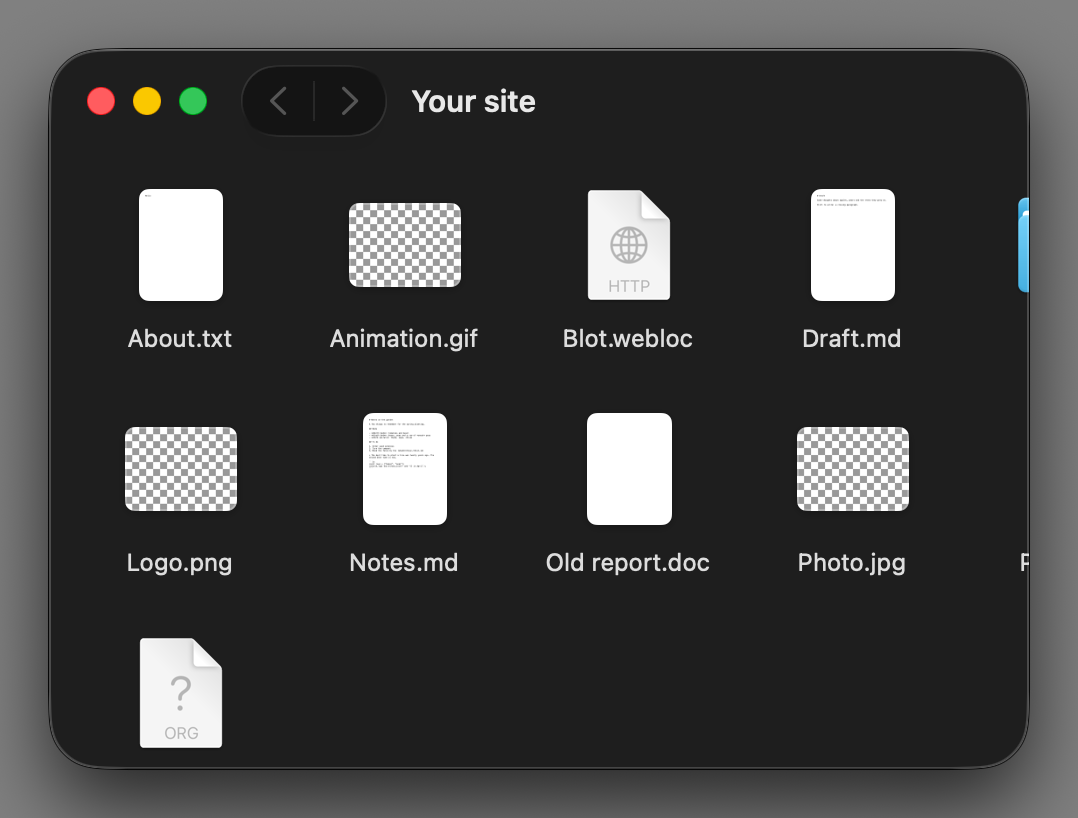 Your site
HTTP
About.txt
Animation.gif
Blot.webloc
Draft.md
Logo.png
Notes.md
Old report.doc
Photo.jpg
?
ORG